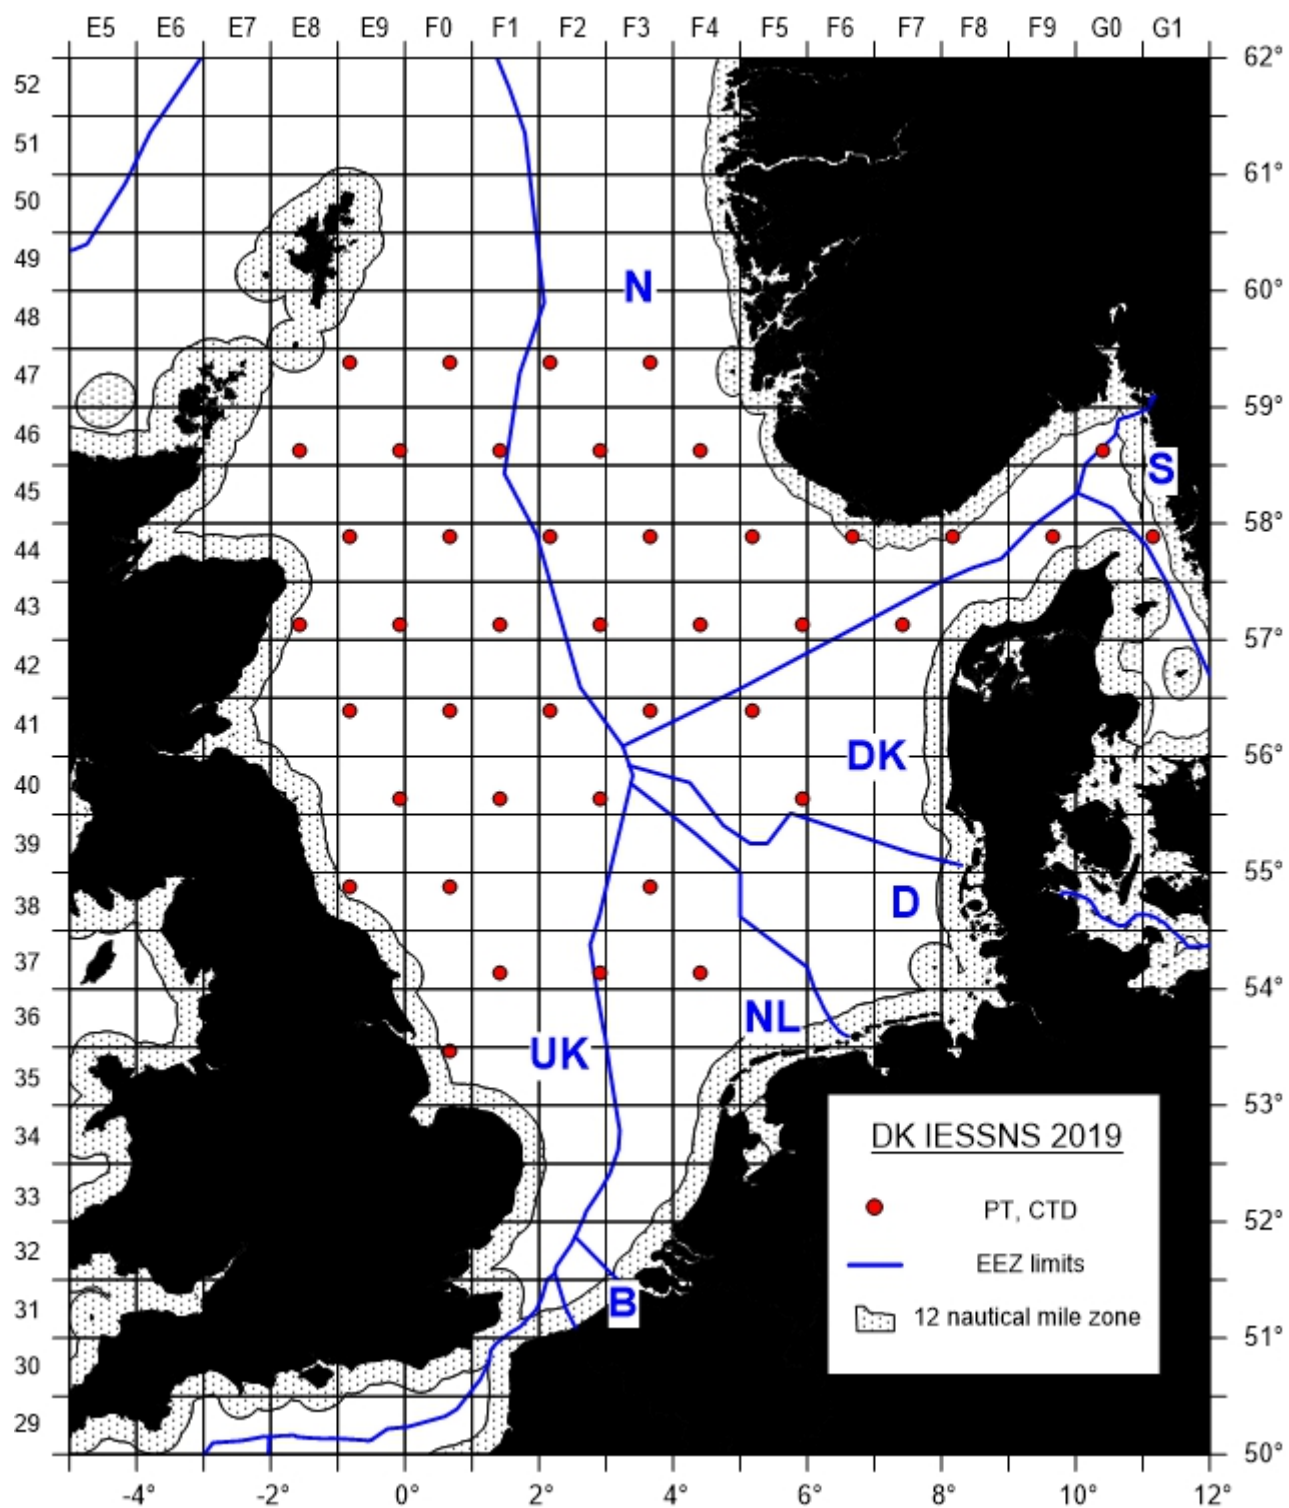 E5 E6 E7 E8 E9 F0 F1 F2 F3 F4 F5 F6 F7 F8 F9 G0 G1
52 62°
51
50 61°
49
48 N 60°
47
46 59°
45 S
44 58°
43
42 57°
41
40 DK 56°
39
38 D 55°
37
36 NL 54°
35 UK
34 53°
33
32 52°
31 B
30 51°
29 50°
DK IESSNS 2019
PT, CTD
EEZ limits
12 nautical mile zone
-4° -2° 0° 2° 4° 6° 8° 10° 12°